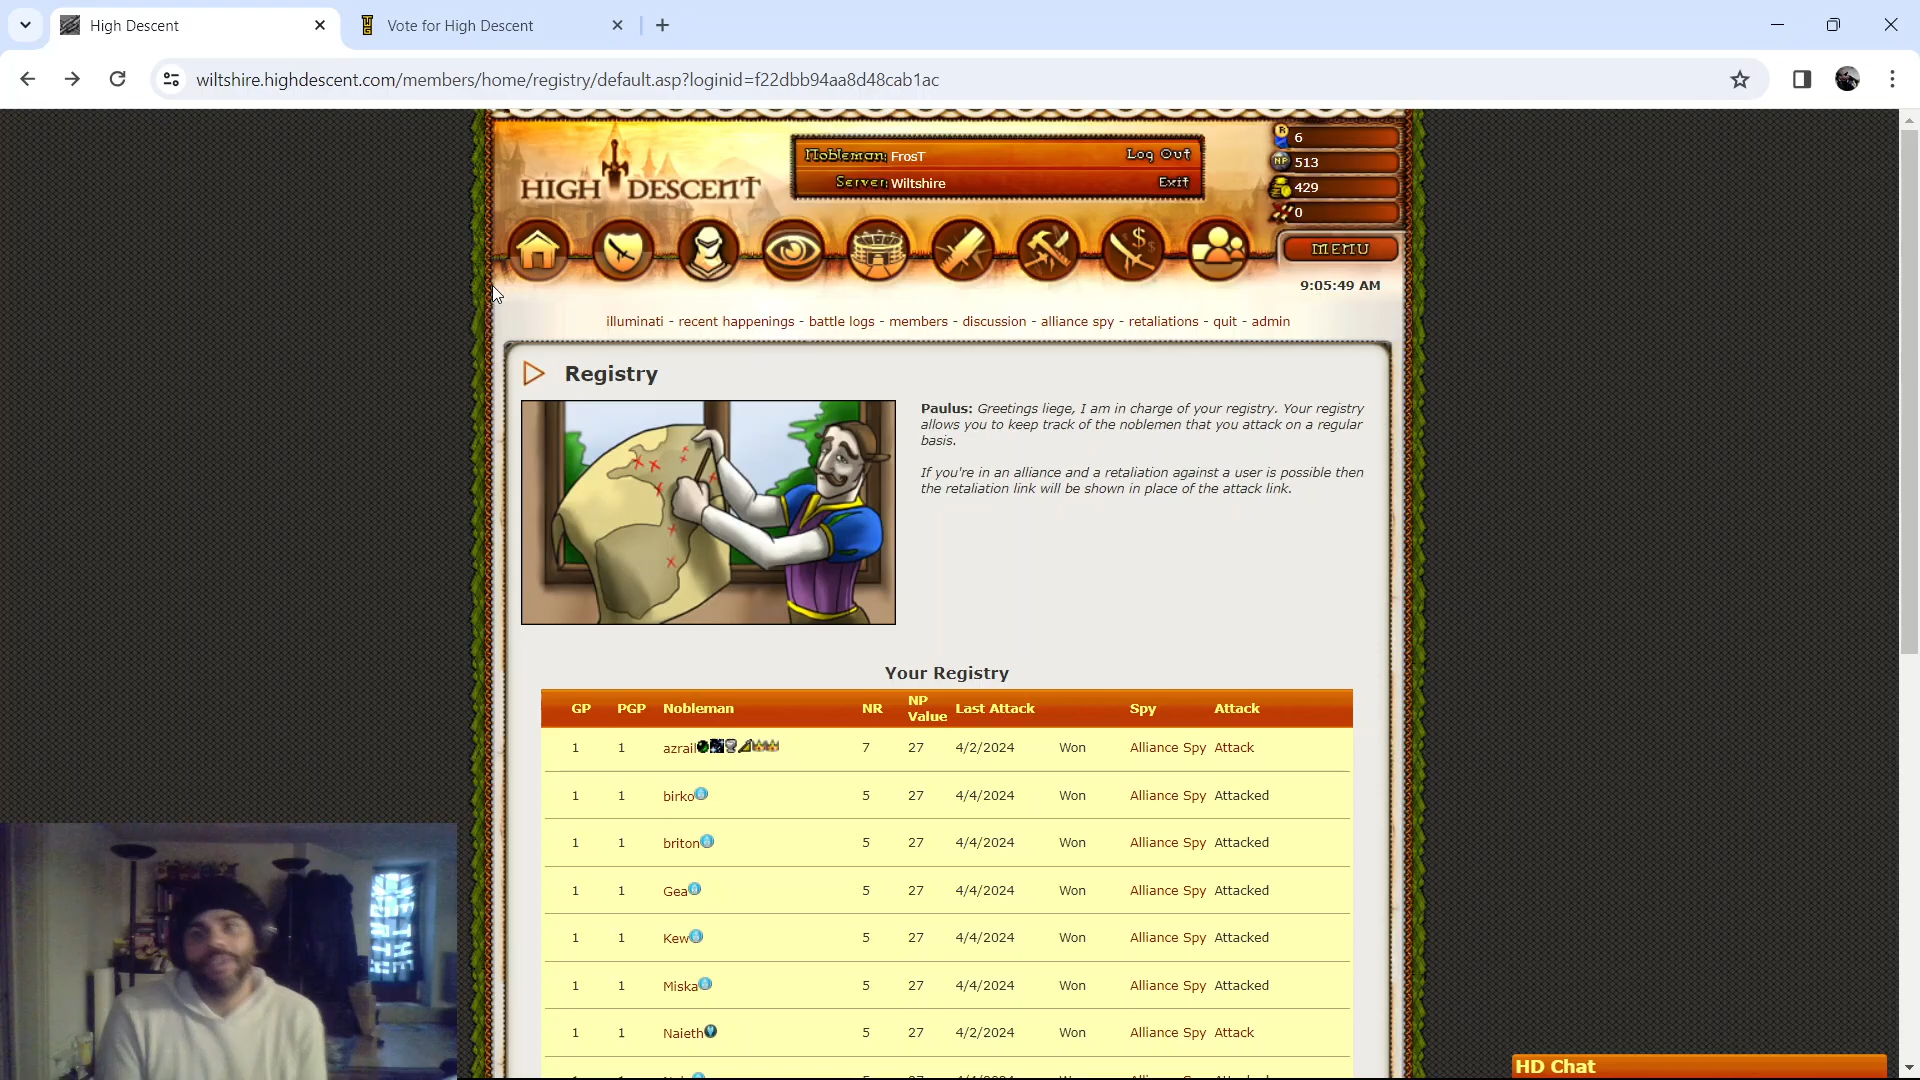 High Descent
Vote for High Descent
wiltshire.highdescent.com/members/home/registry/default.asp?loginid=f22dbb94aa8d48cab1ac
HIGH DESCENT
Nobleman: FrosT
Log Out
Server: Wiltshire
Exit
R 6
NP 513
429
0
MENU
9:05:49 AM
illuminati - recent happenings - battle logs - members - discussion - alliance spy - retaliations - quit - admin
Registry
Paulus: Greetings liege, I am in charge of your registry. Your registry
allows you to keep track of the noblemen that you attack on a regular
basis.
If you're in an alliance and a retaliation against a user is possible then
the retaliation link will be shown in place of the attack link.
Your Registry
GP PGP Nobleman NR NP Value Last Attack Spy Attack
1 1 azrail 7 27 4/2/2024 Won Alliance Spy Attack
1 1 birko 5 27 4/4/2024 Won Alliance Spy Attacked
1 1 briton 5 27 4/4/2024 Won Alliance Spy Attacked
1 1 Gea 5 27 4/4/2024 Won Alliance Spy Attacked
1 1 Kew 5 27 4/4/2024 Won Alliance Spy Attacked
1 1 Miska 5 27 4/4/2024 Won Alliance Spy Attacked
1 1 Naieth 5 27 4/2/2024 Won Alliance Spy Attack
HD Chat